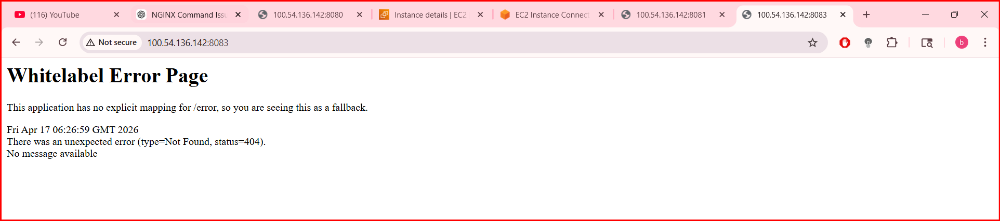 (116) YouTube
NGINX Command Issu
100.54.136.142:8080
Instance details | EC2
EC2 Instance Connect
100.54.136.142:8081
100.54.136.142:8083
Not secure
100.54.136.142:8083
b
Whitelabel Error Page
This application has no explicit mapping for /error, so you are seeing this as a fallback.
Fri Apr 17 06:26:59 GMT 2026
There was an unexpected error (type=Not Found, status=404).
No message available